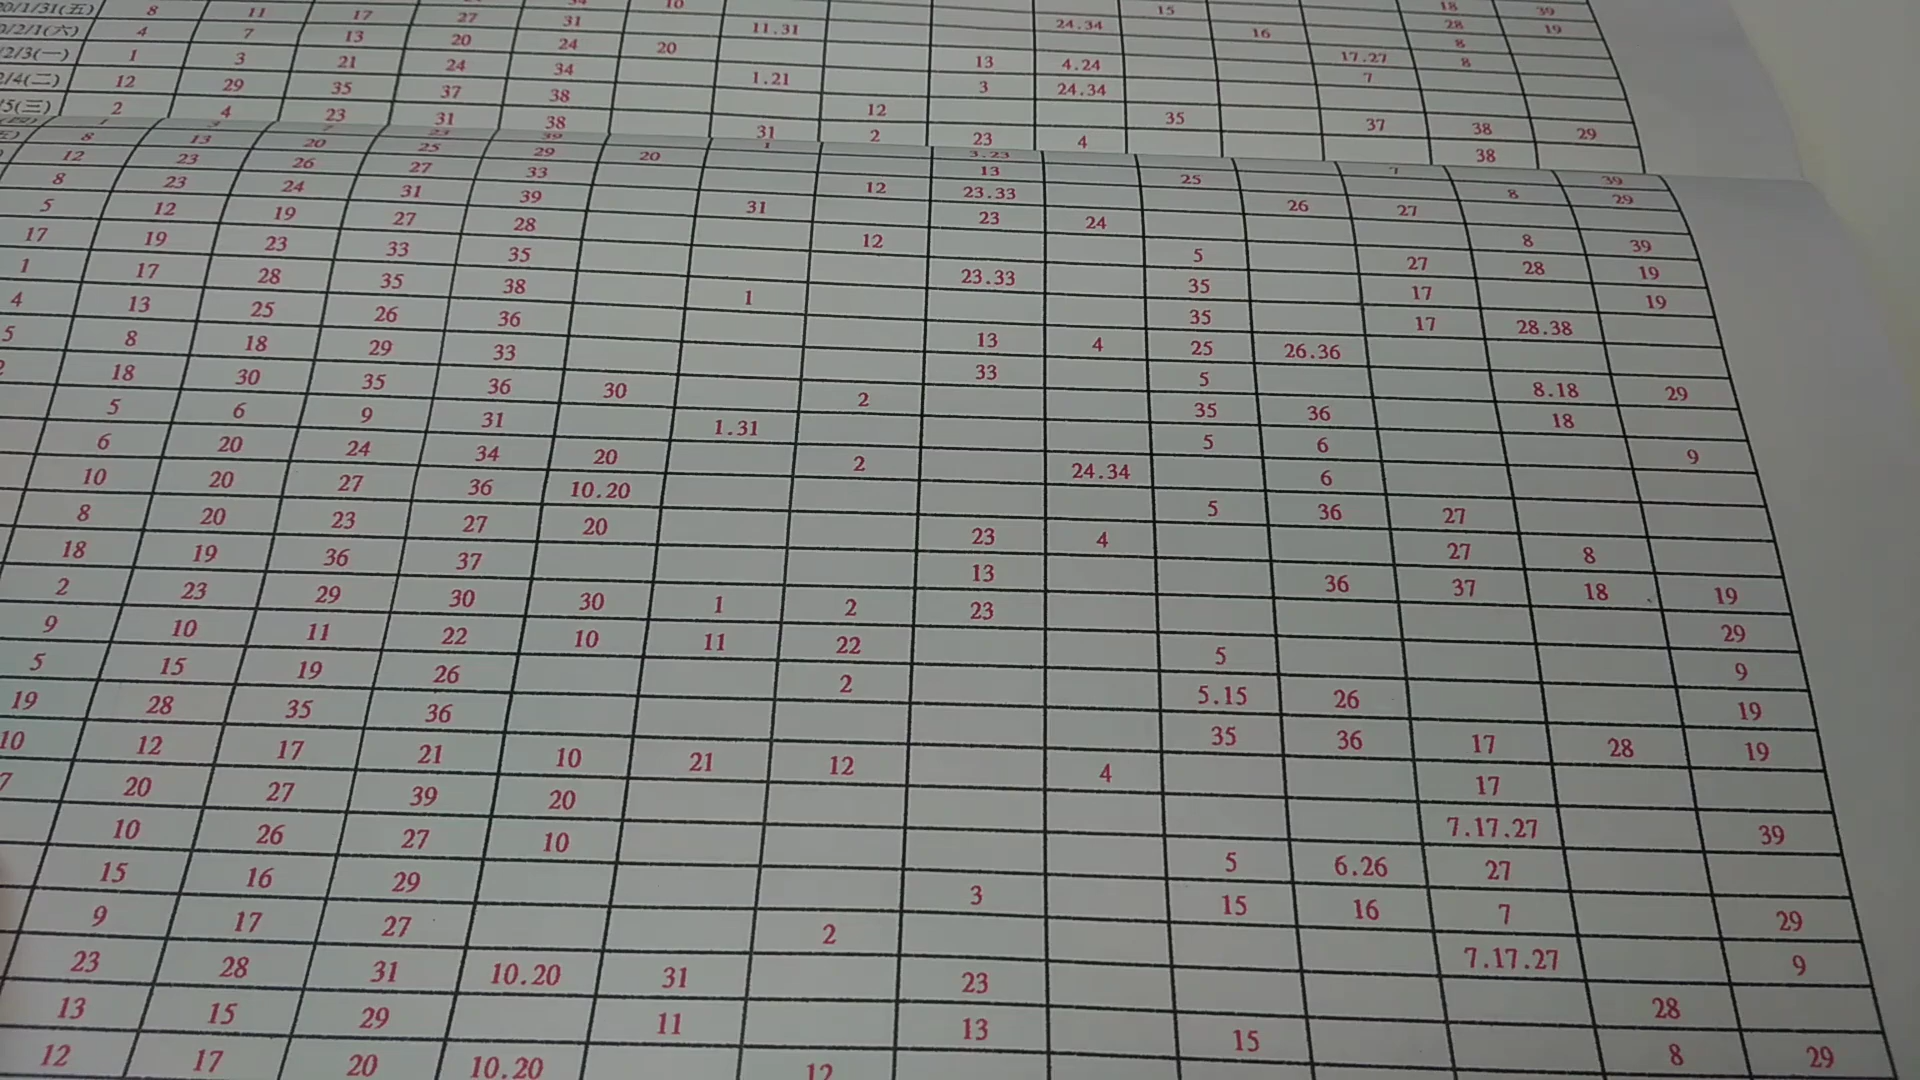 10 15 18 39
24.34 16 28 19
0/1/31(五) 8 11 17 27 31 11.31 17.27 8
/2/1(六) 4 7 13 20 24 20 13 4.24 7
2/3(一) 1 3 21 24 34 1.21 3 24.34
2/4(二) 12 29 35 37 38 12 35 37 38 29
5(三) 2 4 23 31 38 31 2 23 4 38
1 3 7 23 39 1 3.23 7 39
8 13 20 25 29 20 13 25 8 29
12 23 26 27 33 12 23.33 26 27
8 23 24 31 39 31 23 24 8 39
5 12 19 27 28 12 5 27 28 19
17 19 23 33 35 23.33 35 17 19
1 17 28 35 38 1 35 17 28.38
4 13 25 26 36 13 4 25 26.36
5 8 18 29 33 33 5 8.18 29
2 18 30 35 36 30 2 35 36 18
5 6 9 31 1.31 5 6 9
6 20 24 34 20 2 24.34 6
10 20 27 36 10.20 5 36 27
8 20 23 27 20 23 4 27 8
18 19 36 37 13 36 37 18 19
2 23 29 30 30 1 2 23 29
9 10 11 22 10 11 22 5 9
5 15 19 26 2 5.15 26 19
19 28 35 36 35 36 17 28 19
10 12 17 21 10 21 12 4 17
7 20 27 39 20 7.17.27 39
10 26 27 10 5 6.26 27
15 16 29 3 15 16 7 29
9 17 27 2 7.17.27 9
23 28 31 10.20 31 23 28
13 15 29 11 13 15 8 29
12 17 20 10.20 12